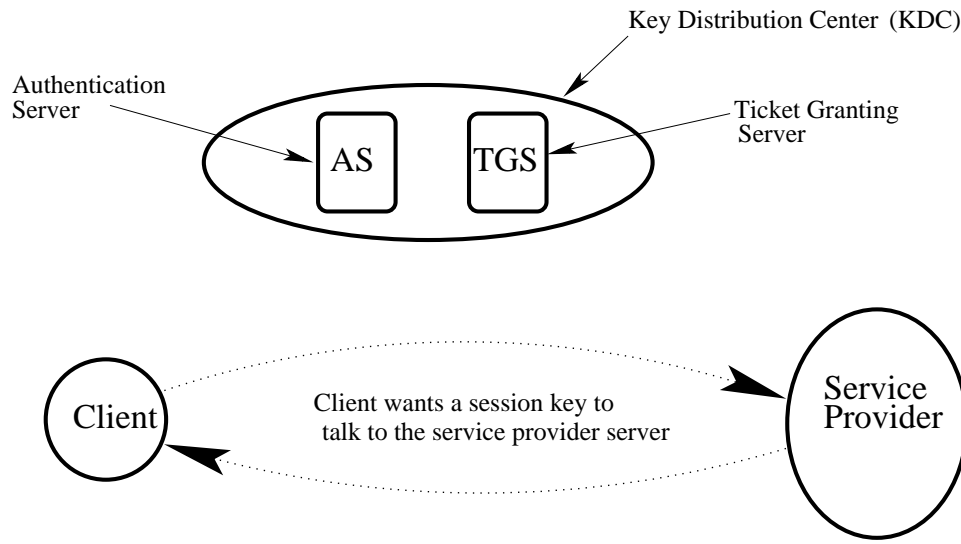 Key Distribution Center (KDC)
Authentication
Server
Ticket Granting
Server
AS
TGS
Client
Client wants a session key to
talk to the service provider server
Service
Provider